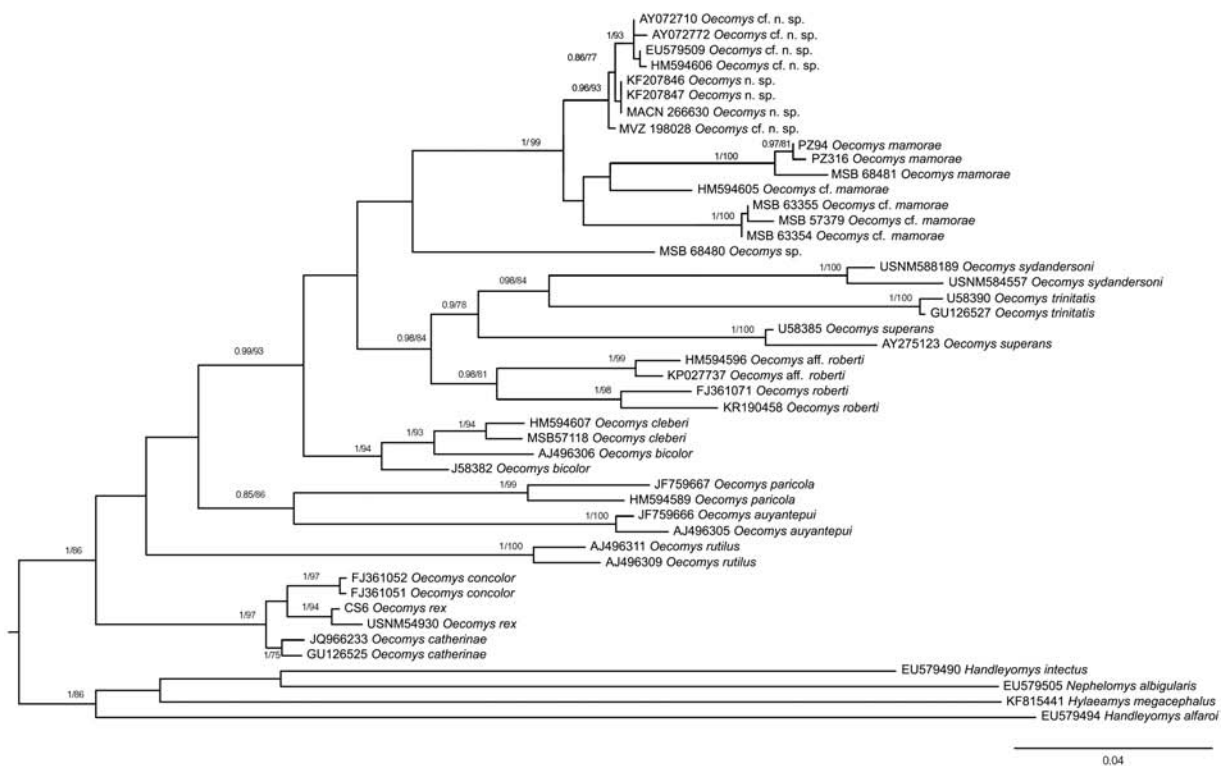 AY072710 Oecomys cf. n. sp.
1/93
AY072772 Oecomys cf. n. sp.
EU579509 Oecomys cf. n. sp.
0.86/77
HM594606 Oecomys cf. n. sp.
KF207846 Oecomys n. sp.
0.96/93
KF207847 Oecomys n. sp.
MACN 266630 Oecomys n. sp.
MVZ 198028 Oecomys cf. n. sp.
1/99
0.97/81
PZ94 Oecomys mamorae
1/100
PZ316 Oecomys mamorae
MSB 68481 Oecomys mamorae
HM594605 Oecomys cf. mamorae
MSB 63355 Oecomys cf. mamorae
1/100
MSB 57379 Oecomys cf. mamorae
MSB 63354 Oecomys cf. mamorae
MSB 68480 Oecomys sp.
1/100
USNM588189 Oecomys sydandersoni
098/84
USNM584557 Oecomys sydandersoni
1/100
U58390 Oecomys trinitatis
0.9/78
GU126527 Oecomys trinitatis
1/100
U58385 Oecomys superans
0.98/84
AY275123 Oecomys superans
1/99
HM594596 Oecomys aff. roberti
0.99/93
0.98/81
KP027737 Oecomys aff. roberti
1/98
FJ361071 Oecomys roberti
KR190458 Oecomys roberti
1/94
HM594607 Oecomys cleberi
1/93
MSB57118 Oecomys cleberi
1/94
AJ496306 Oecomys bicolor
J58382 Oecomys bicolor
1/99
JF759667 Oecomys paricola
0.85/86
HM594589 Oecomys paricola
1/100
JF759666 Oecomys auyantepui
AJ496305 Oecomys auyantepui
1/86
1/100
AJ496311 Oecomys rutilus
AJ496309 Oecomys rutilus
1/97
FJ361052 Oecomys concolor
FJ361051 Oecomys concolor
1/97
1/94
CS6 Oecomys rex
USNM54930 Oecomys rex
JQ966233 Oecomys catherinae
1/75
GU126525 Oecomys catherinae
EU579490 Handleyomys intectus
1/86
EU579505 Nephelomys albigularis
KF815441 Hylaeamys megacephalus
EU579494 Handleyomys alfaroi
0.04